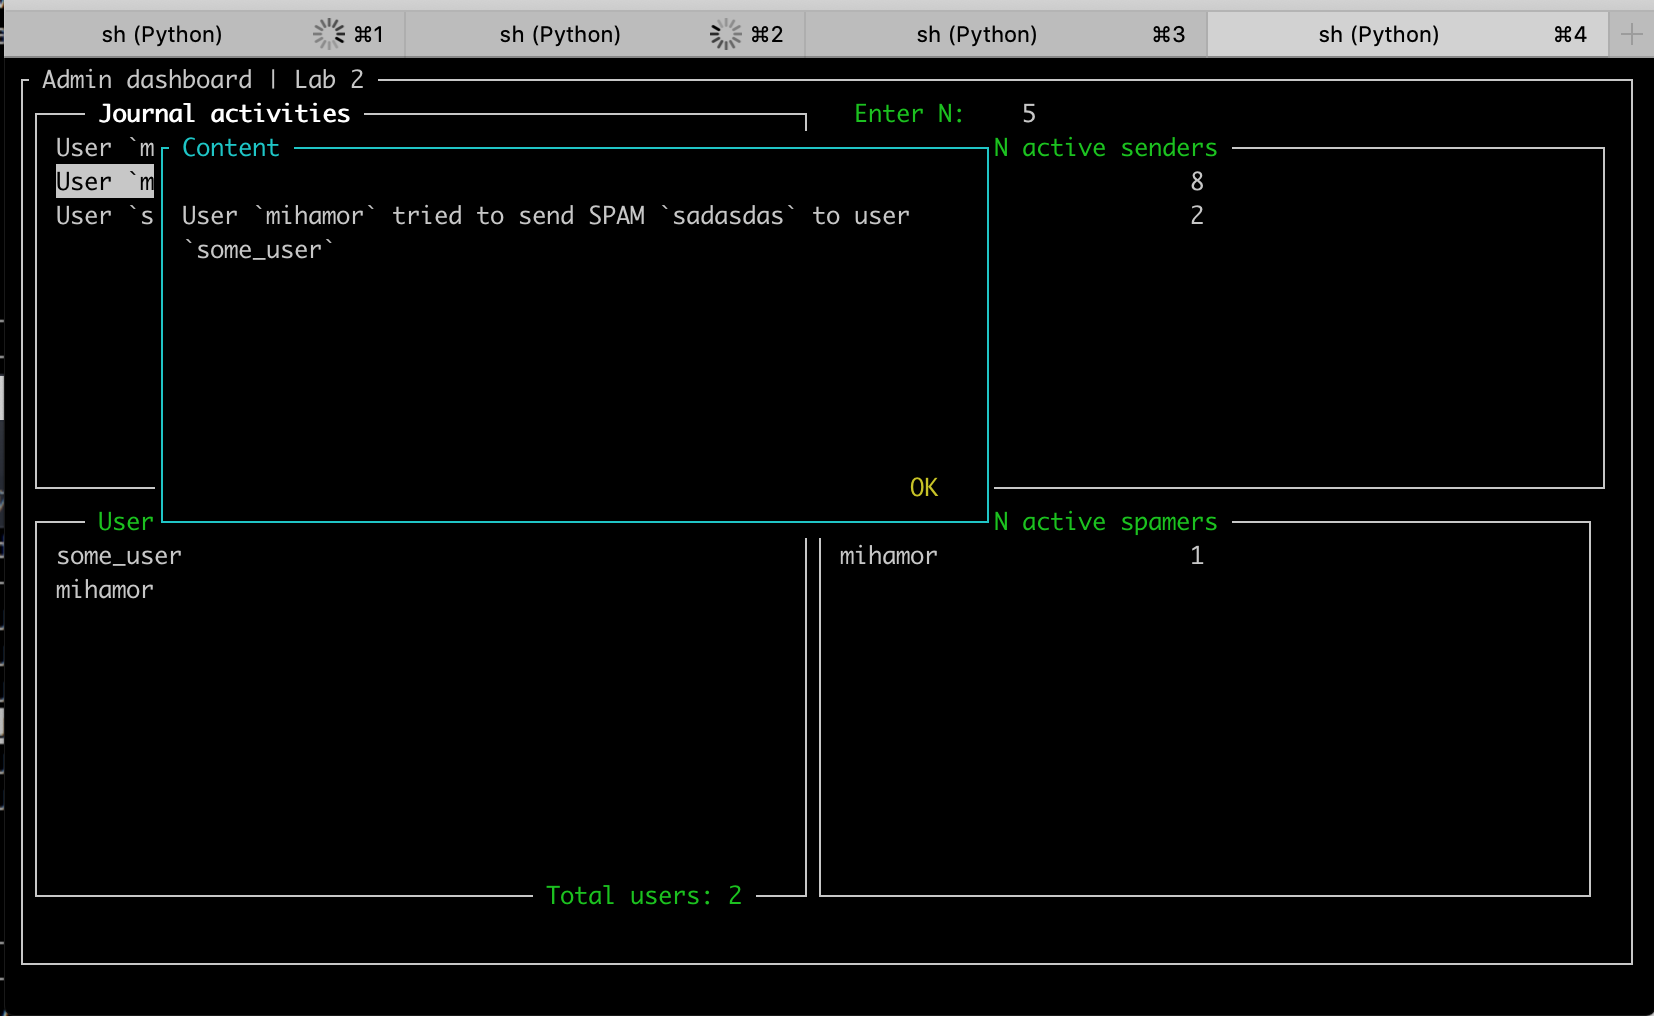 sh (Python) ⌘1 sh (Python) ⌘2 sh (Python) ⌘3 sh (Python) ⌘4
Admin dashboard | Lab 2
Journal activities
Enter N: 5
User `m
User `m
User `s
Content
User `mihamor` tried to send SPAM `sadasdas` to user
`some_user`
OK
N active senders
8
2
User
some_user
mihamor
Total users: 2
N active spamers
mihamor 1